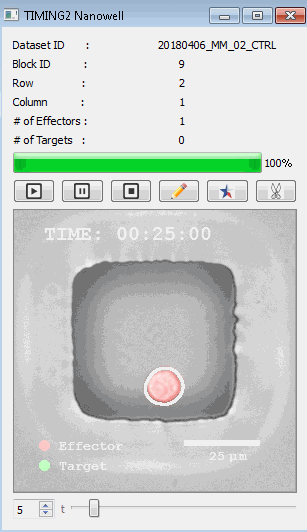 TIMING2 Nanowell
Dataset ID : 20180406_MM_02_CTRL
Block ID : 9
Row : 2
Column : 1
# of Effectors : 1
# of Targets : 0
100%
TIME: 00:25:00
Effector
Target
25 μm
5 t